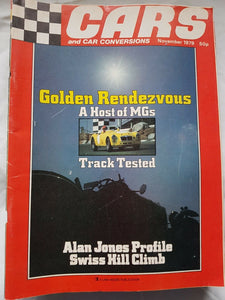 CARS
and CAR CONVERSIONS
November 1979 50p
Golden Rendezvous
A Host of MGs
Track Tested
Alan Jones Profile
Swiss Hill Climb